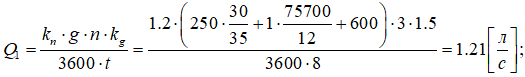 Q₁ = (kₙ · g · n · k_g) / (3600 · t) = (1.2 · (250 · 30/35 + 1 · 75700/12 + 600) · 3 · 1.5) / (3600 · 8) = 1.21 [л/с];